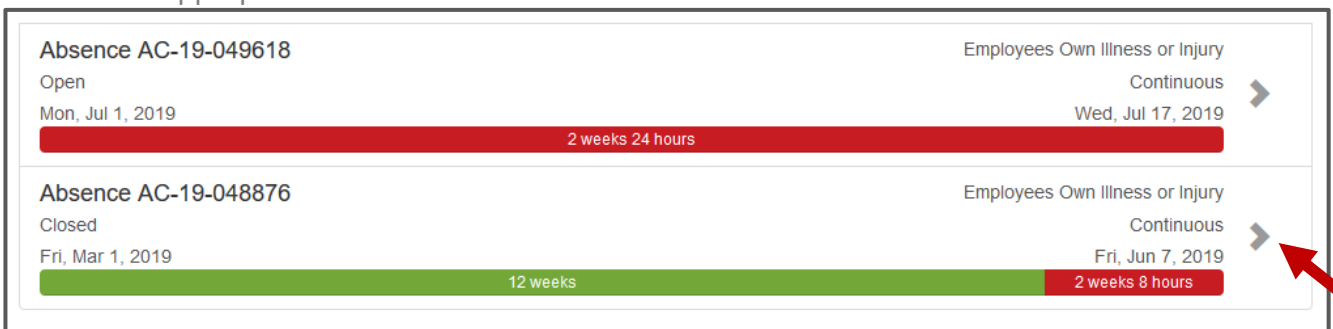 Absence AC-19-049618 Employees Own Illness or Injury
Open Continuous
Mon, Jul 1, 2019 Wed, Jul 17, 2019
2 weeks 24 hours
Absence AC-19-048876 Employees Own Illness or Injury
Closed Continuous
Fri, Mar 1, 2019 Fri, Jun 7, 2019
12 weeks 2 weeks 8 hours